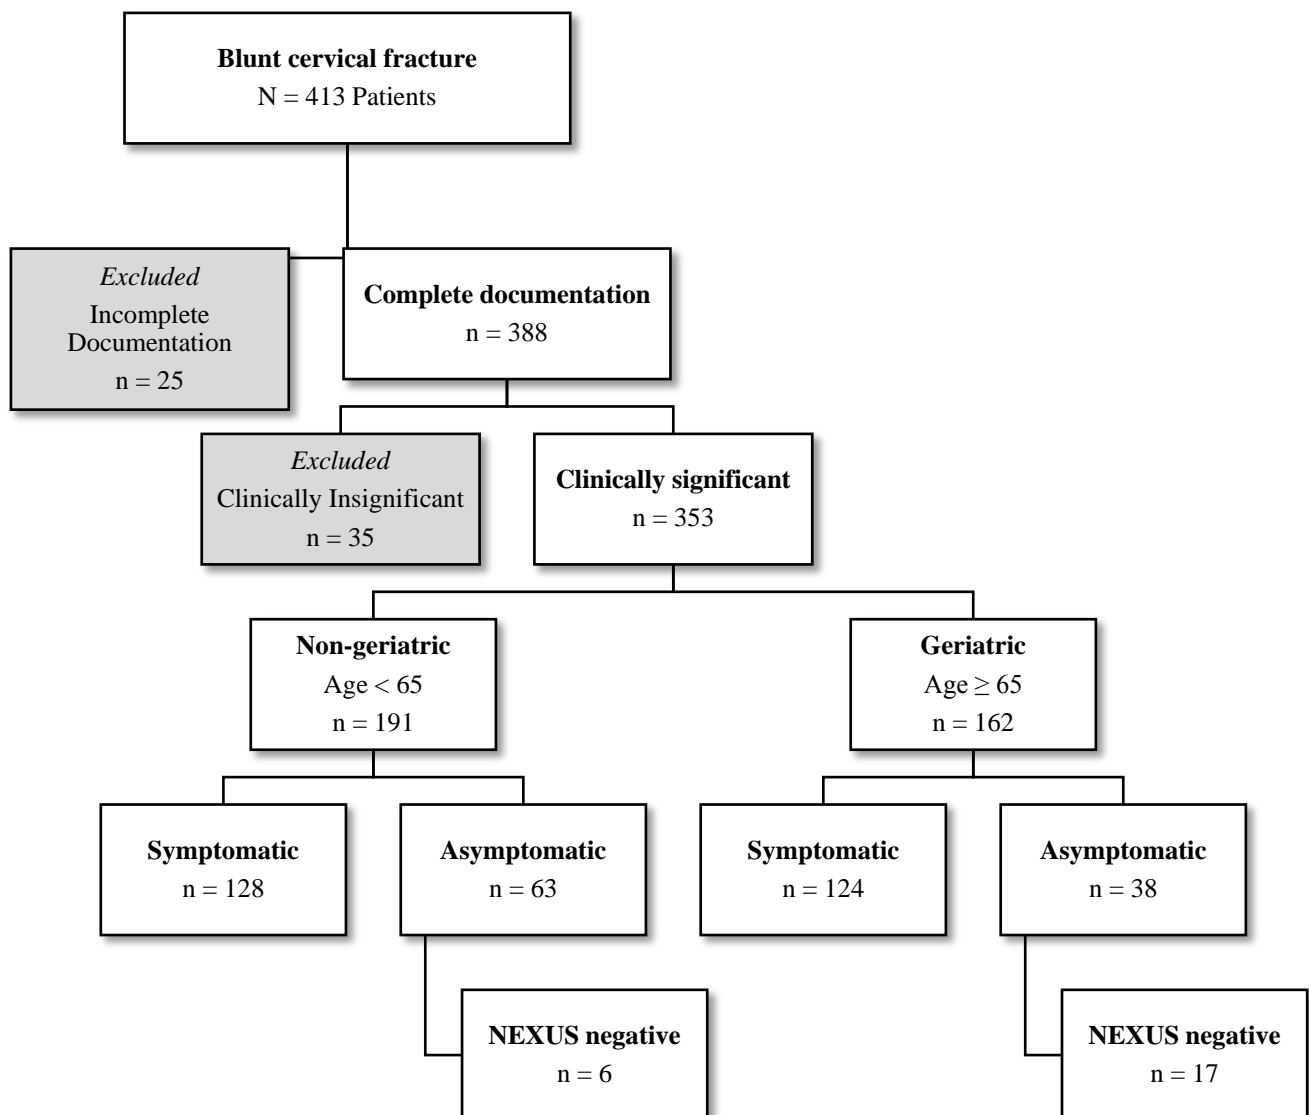 Blunt cervical fracture
N = 413 Patients
Excluded
Incomplete
Documentation
n = 25
Complete documentation
n = 388
Excluded
Clinically Insignificant
n = 35
Clinically significant
n = 353
Non-geriatric
Age < 65
n = 191
Geriatric
Age ≥ 65
n = 162
Symptomatic
n = 128
Asymptomatic
n = 63
Symptomatic
n = 124
Asymptomatic
n = 38
NEXUS negative
n = 6
NEXUS negative
n = 17